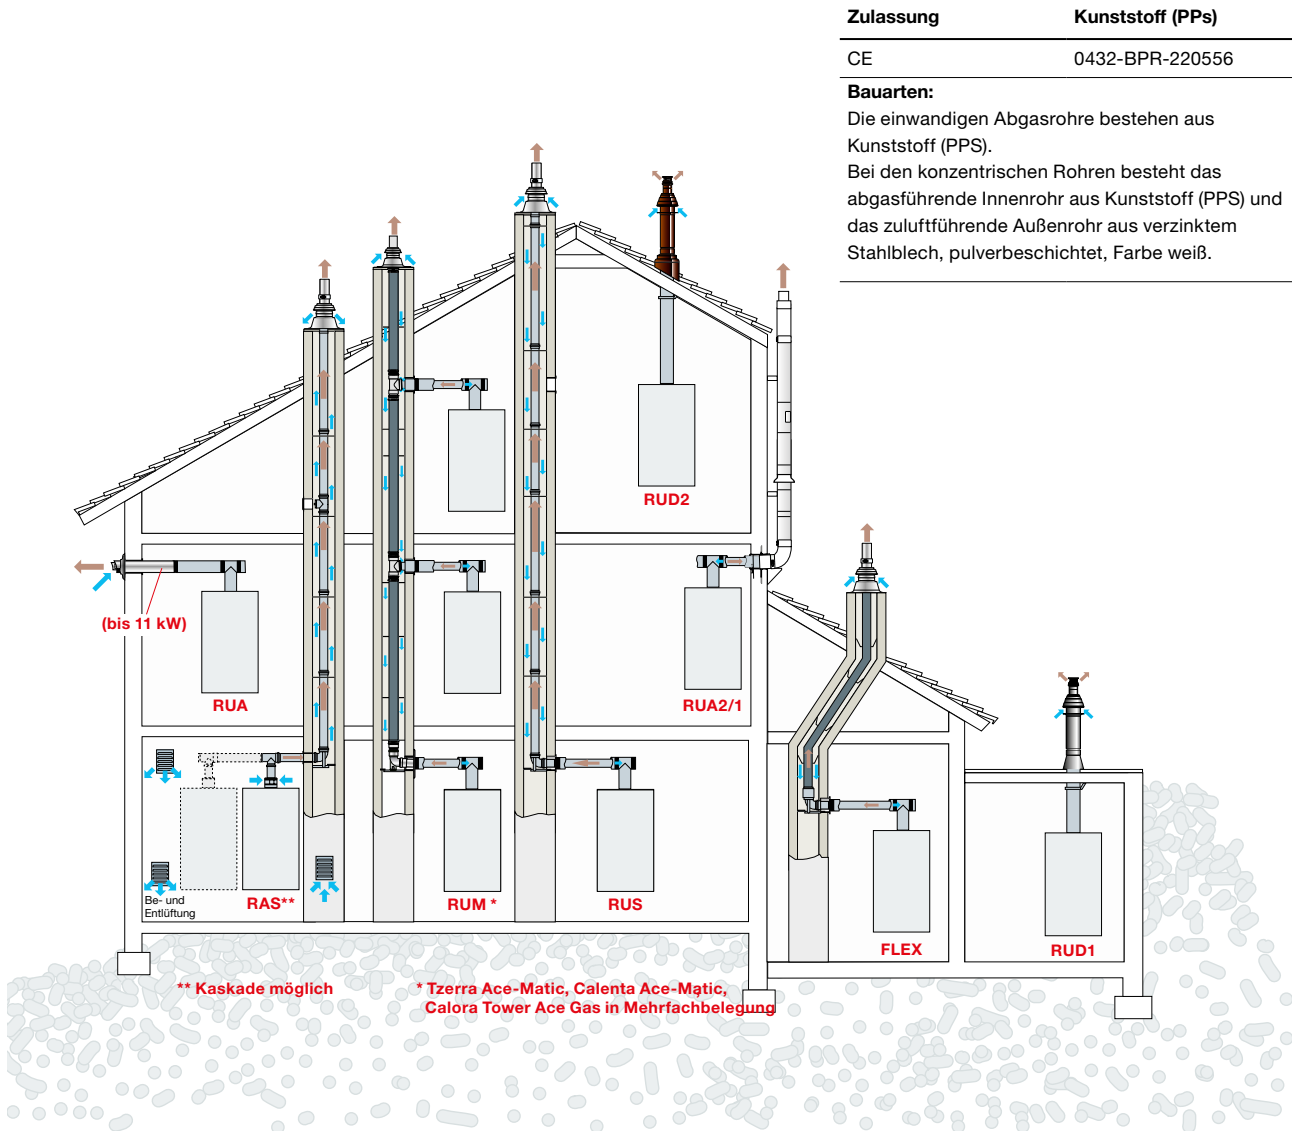 Zulassung Kunststoff (PPs)
CE 0432-BPR-220556
Bauarten:
Die einwandigen Abgasrohre bestehen aus
Kunststoff (PPS).
Bei den konzentrischen Rohren besteht das
abgasführende Innenrohr aus Kunststoff (PPS) und
das zuluftführende Außenrohr aus verzinktem
Stahlblech, pulverbeschichtet, Farbe weiß.
RUD2
(bis 11 kW)
RUA
RUA2/1
Be- und
Entlüftung
RAS**
RUM *
RUS
FLEX
RUD1
** Kaskade möglich
* Tzerra Ace-Matic, Calenta Ace-Matic,
Calora Tower Ace Gas in Mehrfachbelegung